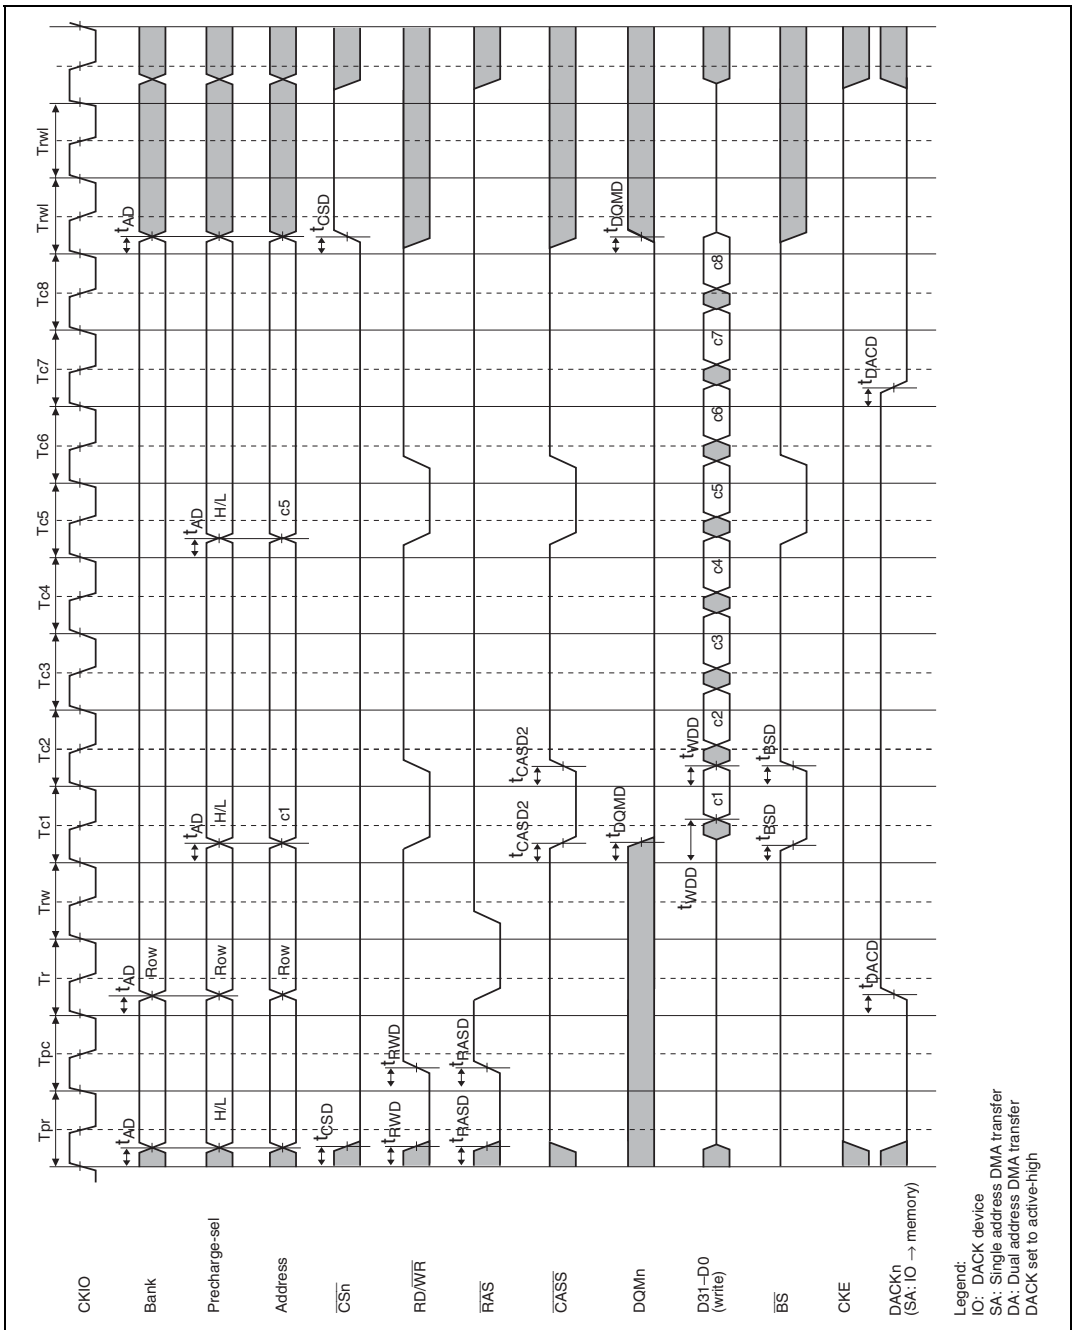 Tpr Tpc Tr Trw Tc1 Tc2 Tc3 Tc4 Tc5 Tc6 Tc7 Tc8 Trwl Trwl
CKIO
tAD tAD tAD
Bank Row
tAD tAD
Precharge-sel H/L Row H/L H/L
Address Row c1 c5
tCSD tCSD
CSn
tRWD tRWD
RD/WR
tRASD tRASD
RAS
tCASD2 tCASD2
CASS
tDQMD tDQMD
DQMn
tWDD tWDD
D31–D0
(write)
c1 c2 c3 c4 c5 c6 c7 c8
tBSD tBSD
BS
CKE
tDACD tDACD
DACKn
(SA: IO → memory)
Legend:
IO: DACK device
SA: Single address DMA transfer
DA: Dual address DMA transfer
DACK set to active-high